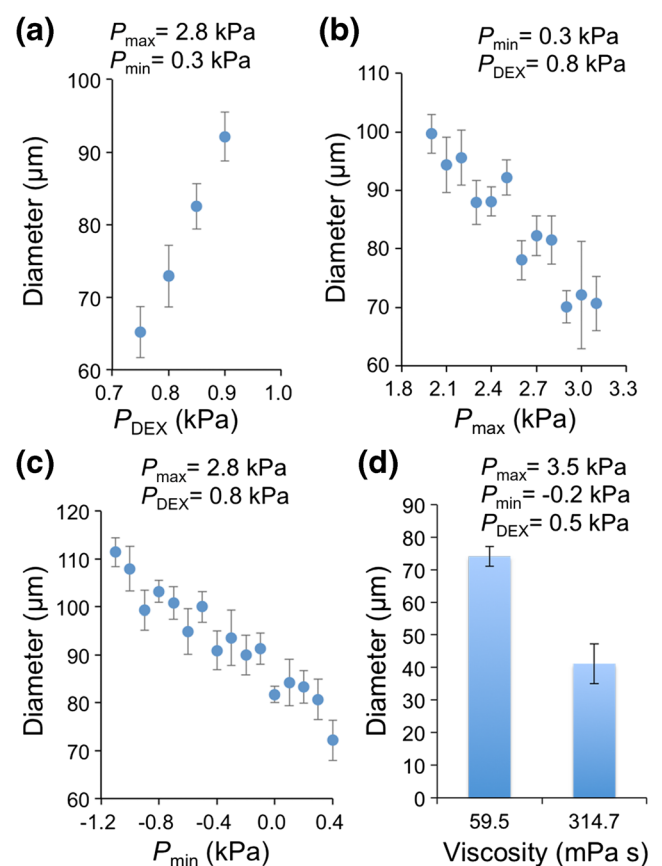 (a)
Pmax= 2.8 kPa
Pmin= 0.3 kPa
100
90
80
70
60
Diameter (µm)
0.7 0.8 0.9 1.0
PDEX (kPa)
(b)
Pmin= 0.3 kPa
PDEX= 0.8 kPa
110
100
90
80
70
60
Diameter (µm)
1.8 2.1 2.4 2.7 3.0 3.3
Pmax (kPa)
(c)
Pmax= 2.8 kPa
PDEX= 0.8 kPa
120
110
100
90
80
70
60
Diameter (µm)
-1.2 -0.8 -0.4 0.0 0.4
Pmin (kPa)
(d)
Pmax= 3.5 kPa
Pmin= -0.2 kPa
PDEX= 0.5 kPa
90
80
70
60
50
40
30
20
10
0
Diameter (µm)
59.5 314.7
Viscosity (mPa s)